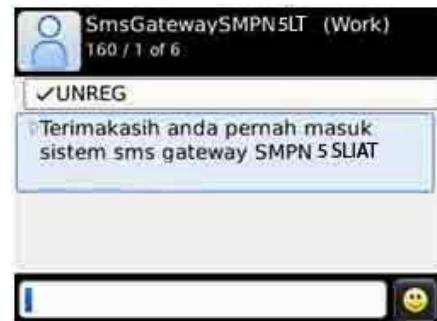 SmsGatewaySMPN5LT (Work)
160 / 1 of 6
✓UNREG
Terimakasih anda pernah masuk
sistem sms gateway SMPN 5 SLIAT